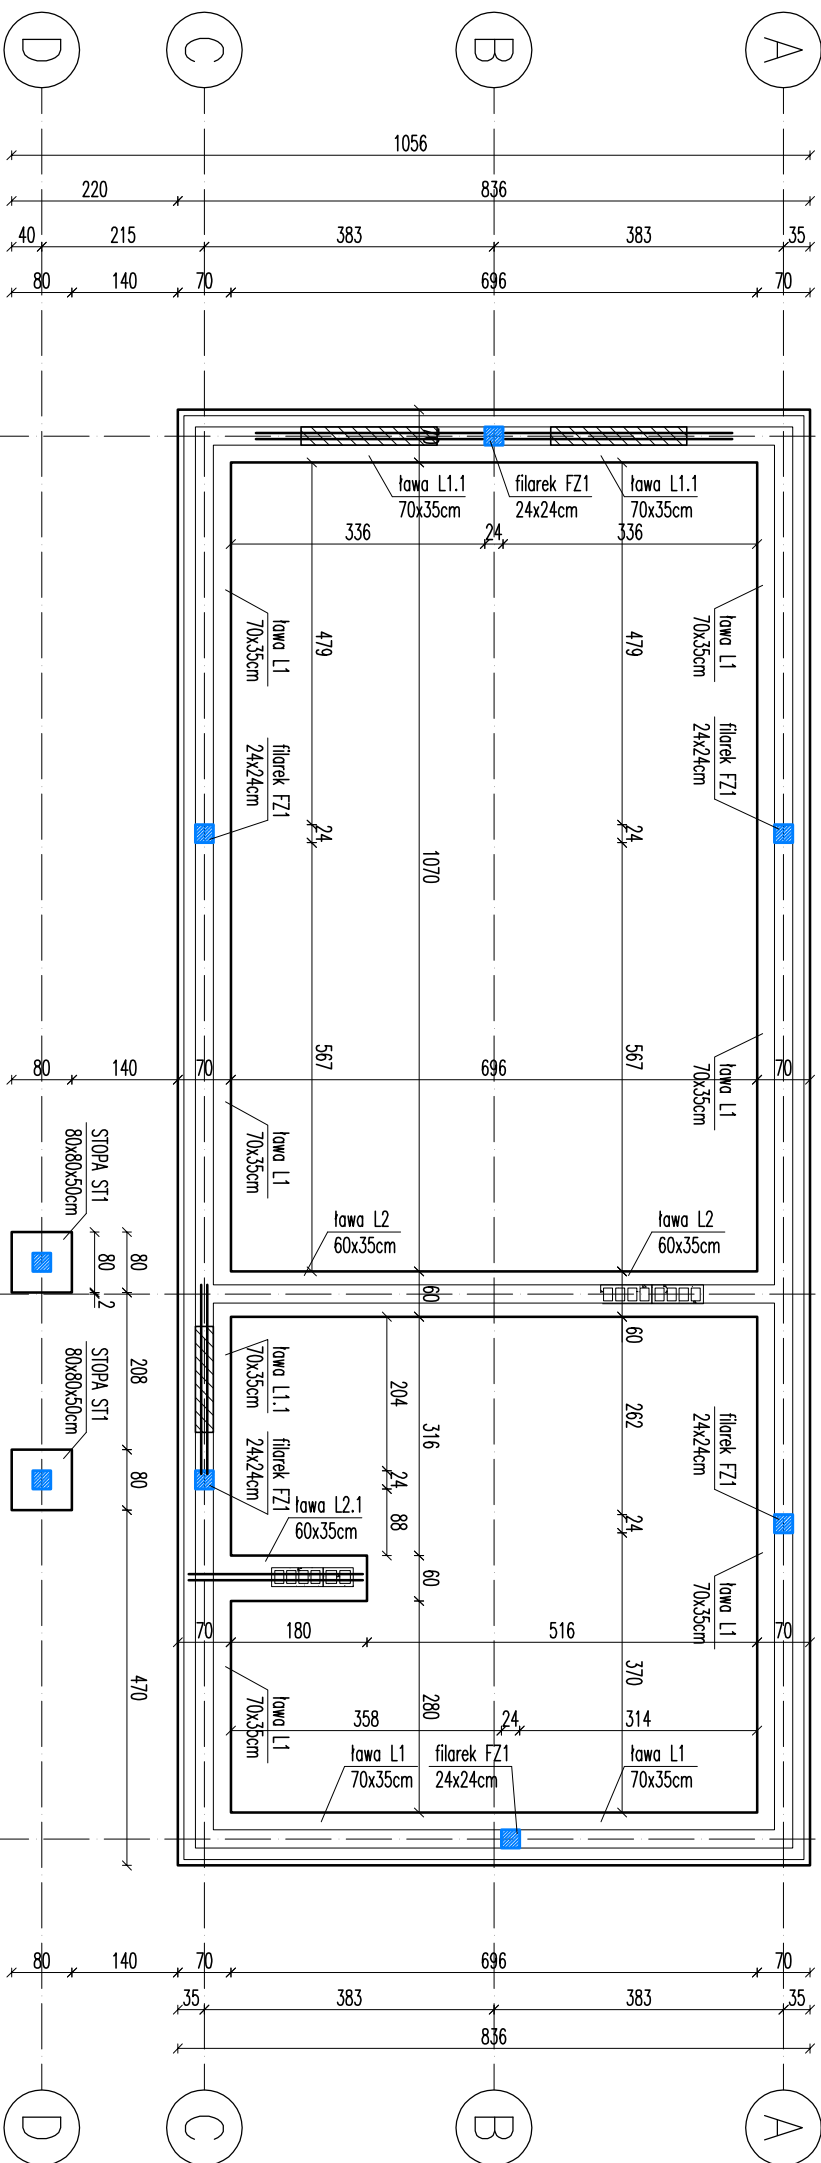 D
C
B
A
1056
220
836
40
215
383
383
35
80
140
70
696
70
70
ława L1.1
70x35cm
filarek FZ1
24x24cm
ława L1.1
70x35cm
336
24
336
ława L1
70x35cm
479
479
ława L1
70x35cm
filarek FZ1
24x24cm
filarek FZ1
24x24cm
24
24
1070
567
567
80
140
70
696
70
ława L1
70x35cm
ława L1
70x35cm
STOPA ST1
80x80x50cm
ława L2
60x35cm
ława L2
60x35cm
80
80
2
60
60
208
STOPA ST1
80x80x50cm
ława L1.1
70x35cm
204
316
262
80
filarek FZ1
24x24cm
24
88
filarek FZ1
24x24cm
24
ława L2.1
60x35cm
60
ława L1
70x35cm
70
180
516
70
470
370
280
ława L1
70x35cm
358
24
314
ława L1
70x35cm
filarek FZ1
24x24cm
ława L1
70x35cm
80
140
70
696
70
35
383
383
35
836
D
C
B
A